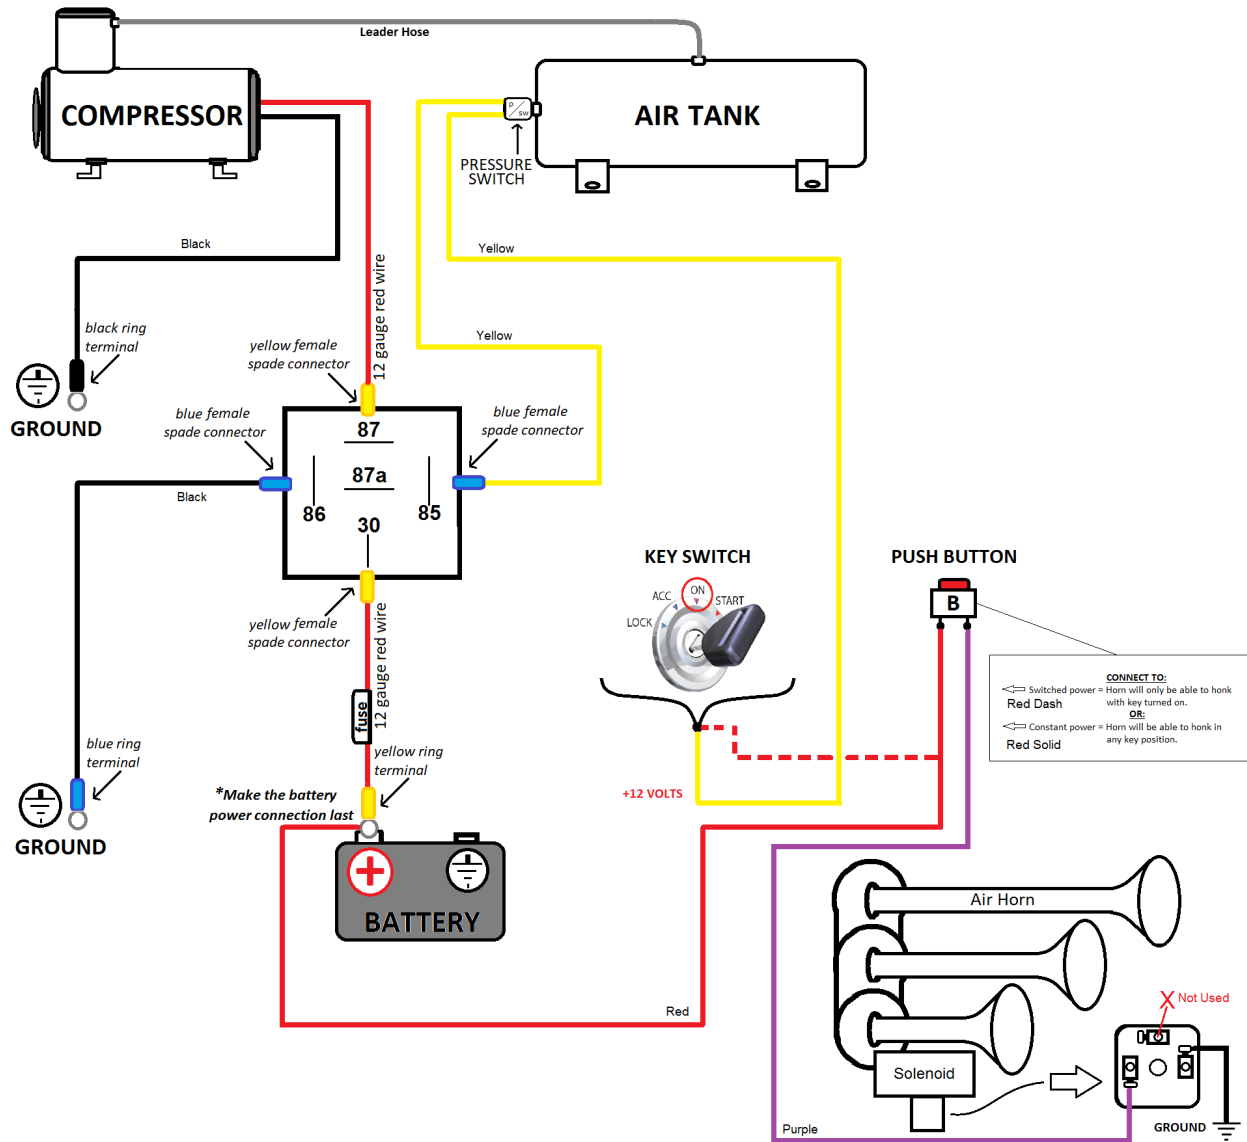 Leader Hose
COMPRESSOR
P
SW
AIR TANK
PRESSURE
SWITCH
Black
Yellow
12 gauge red wire
black ring
terminal
Yellow
yellow female
spade connector
GROUND
blue female
spade connector
blue female
spade connector
87
87a
Black
86
85
30
KEY SWITCH
PUSH BUTTON
ACC
ON
START
LOCK
B
yellow female
spade connector
12 gauge red wire
CONNECT TO:
Switched power = Horn will only be able to honk
with key turned on.
Red Dash
OR:
Constant power = Horn will be able to honk in
any key position.
Red Solid
fuse
blue ring
terminal
yellow ring
terminal
*Make the battery
power connection last
+12 VOLTS
GROUND
BATTERY
Air Horn
Red
X Not Used
Solenoid
Purple
GROUND